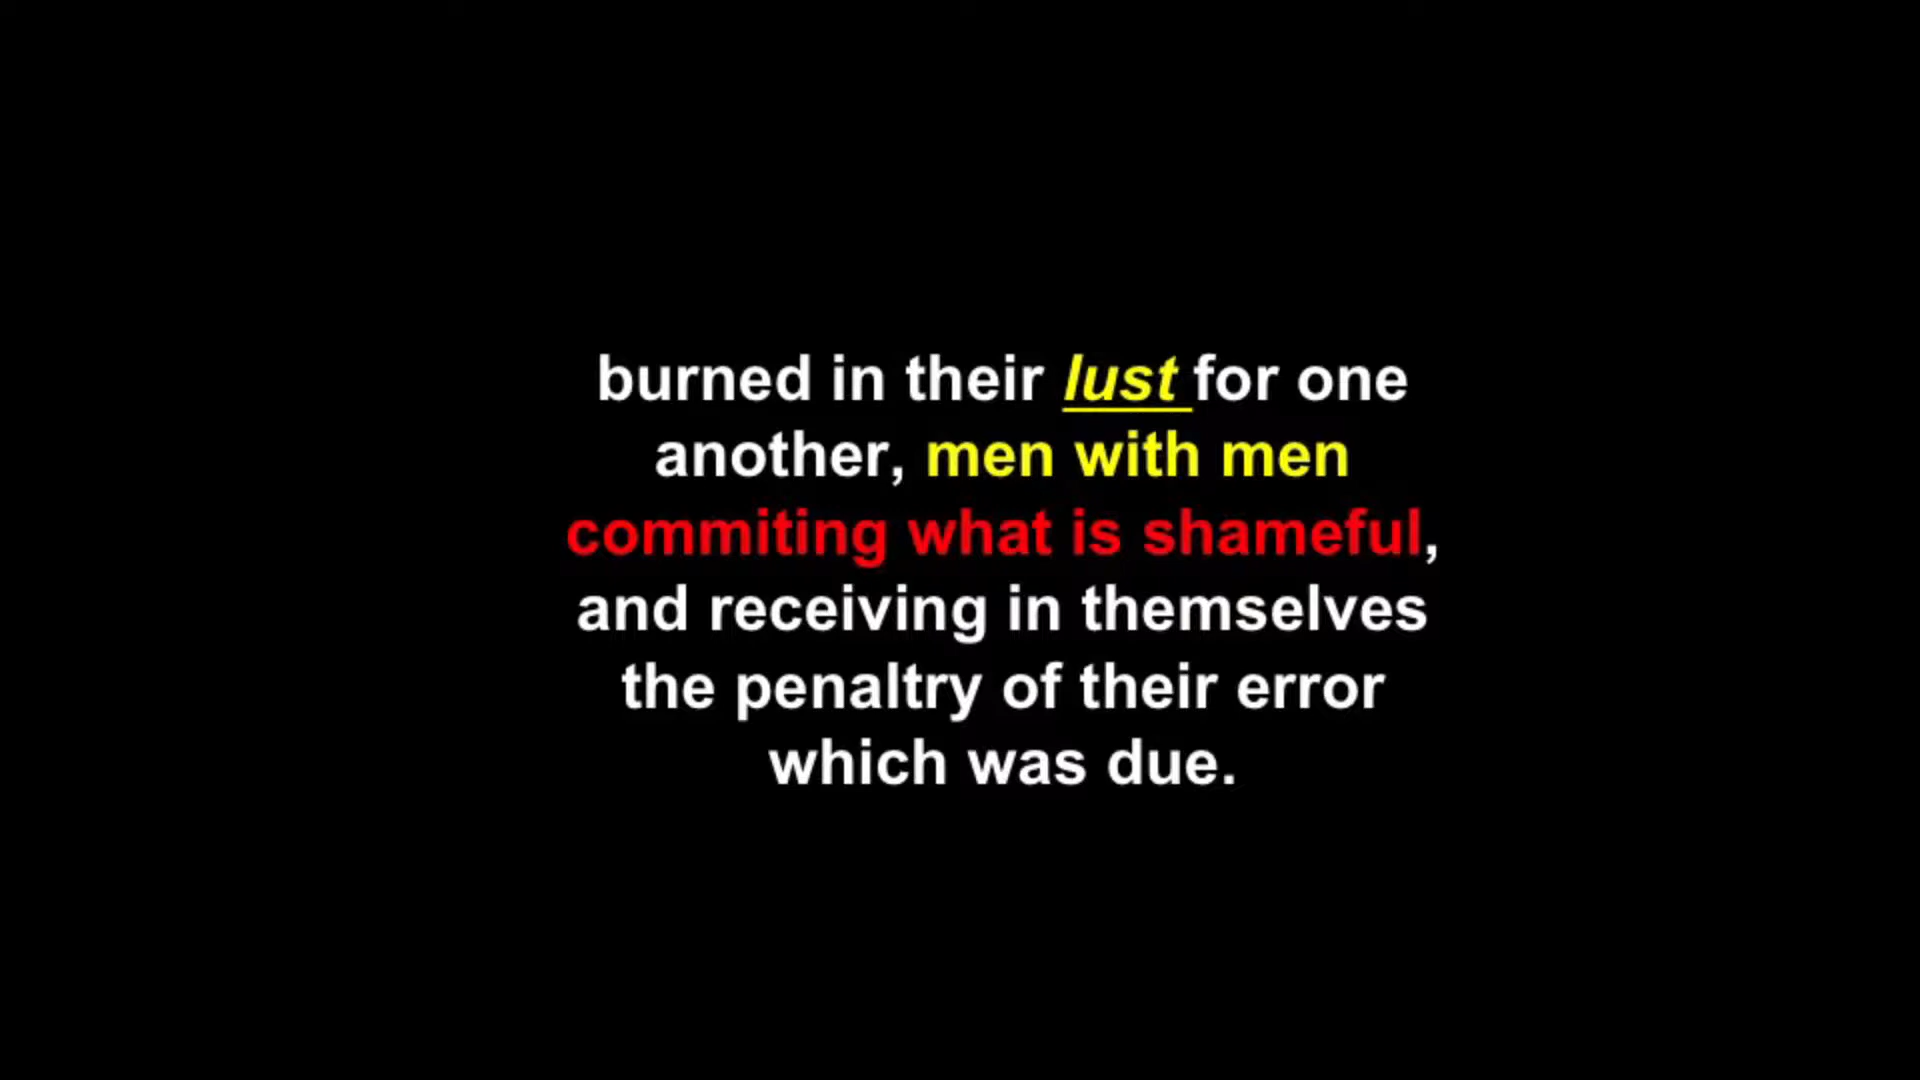 burned in their lust for one
another, men with men
commiting what is shameful,
and receiving in themselves
the penaltry of their error
which was due.